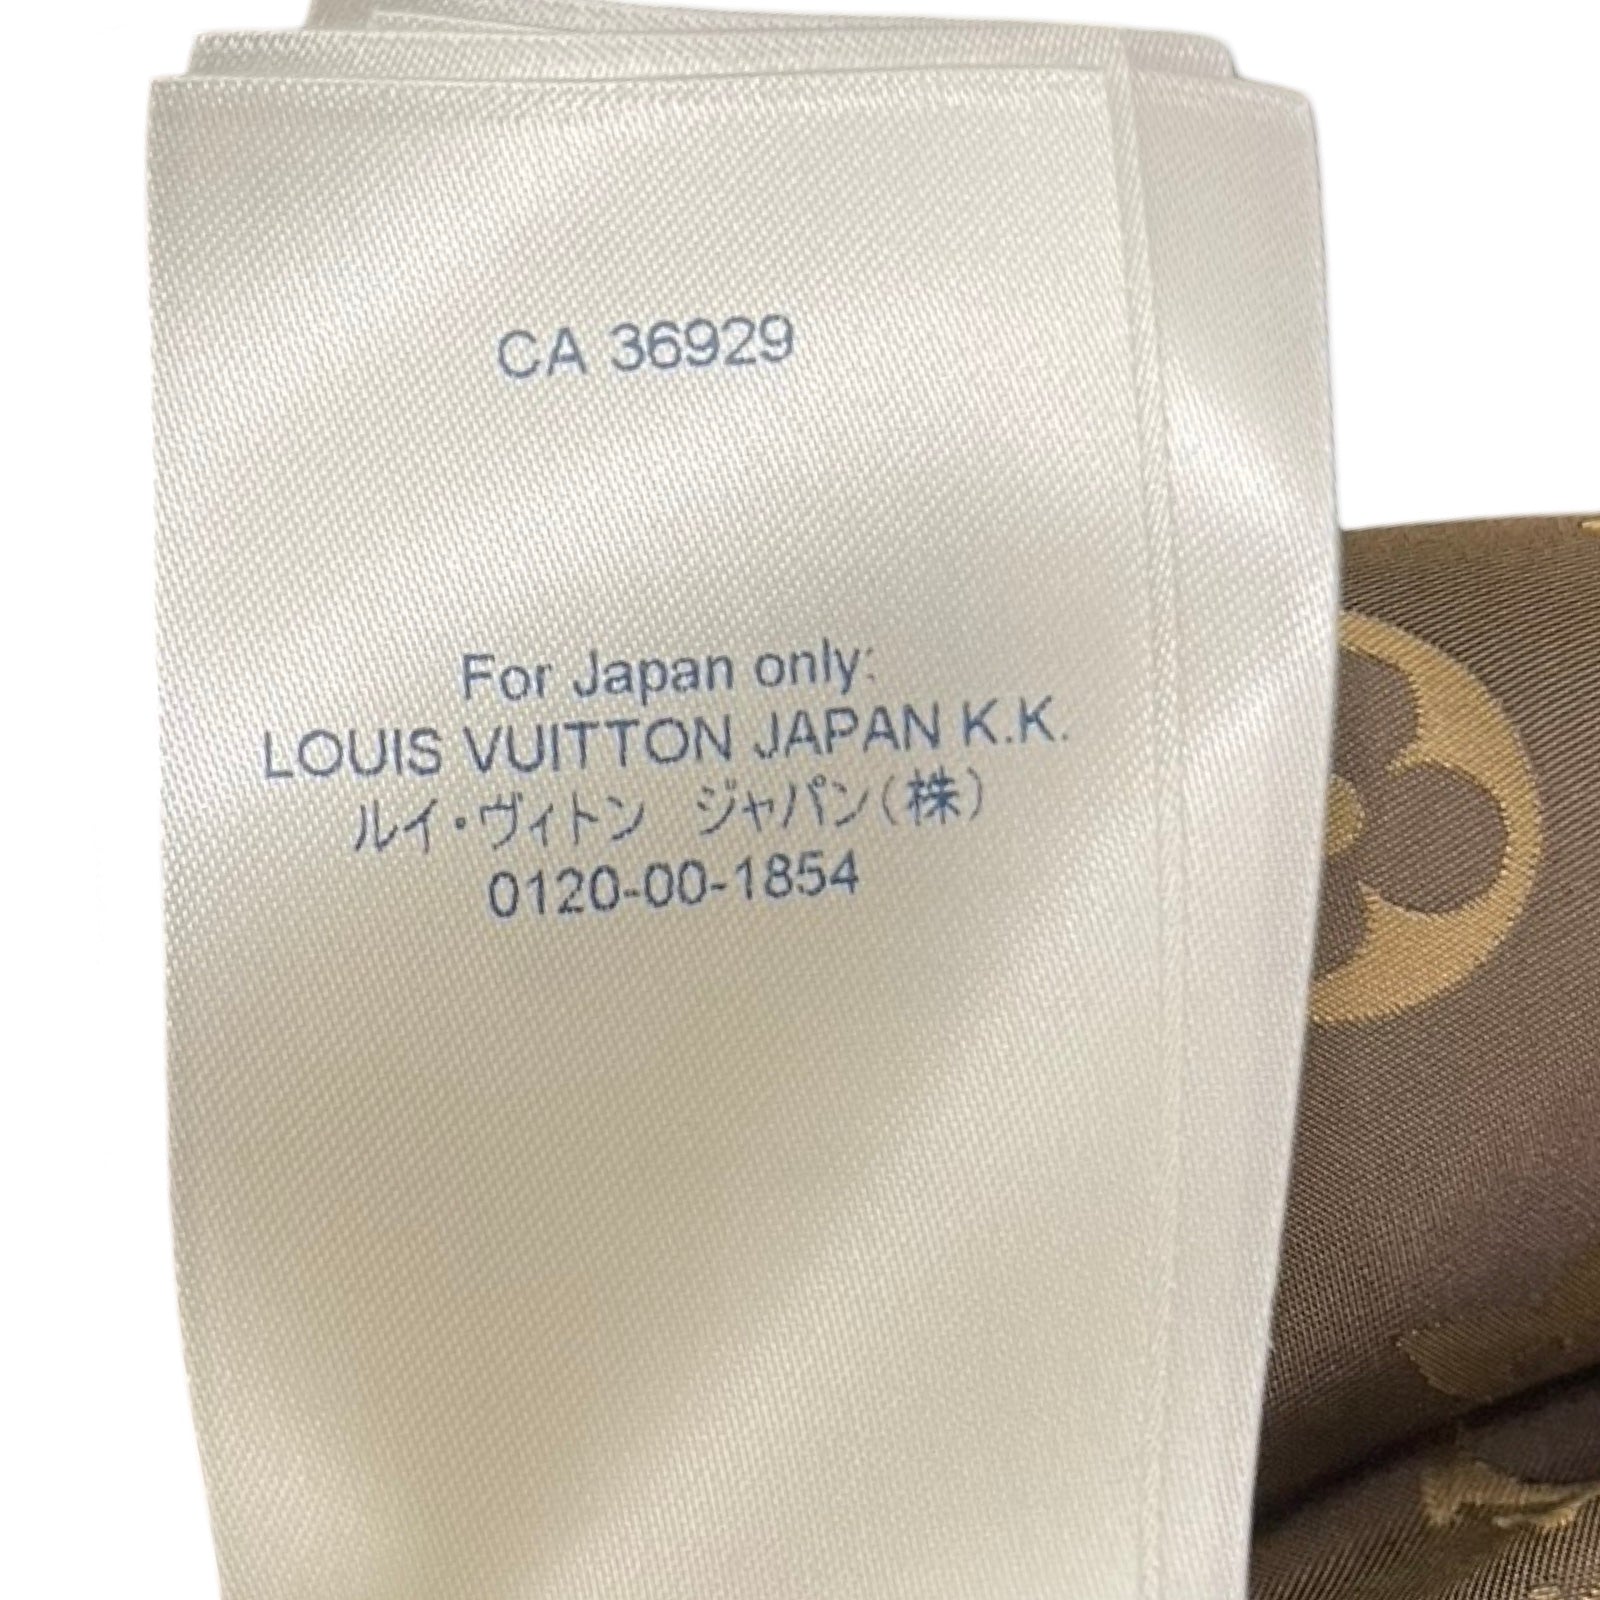 CA 36929
For Japan only:
LOUIS VUITTON JAPAN K.K.
ルイ・ヴィトン　ジャパン(株)
0120-00-1854